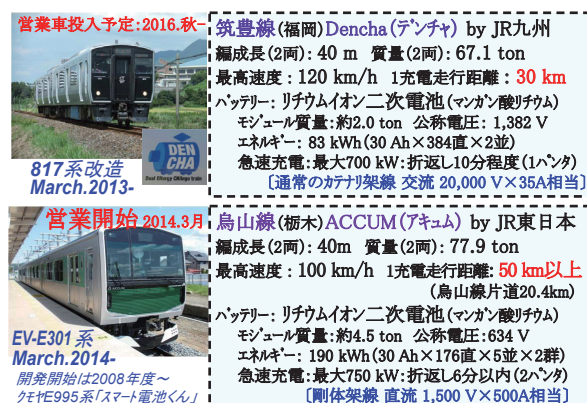 営業車投入予定:2016.秋-
DEN
CHA
Dual Energy CHArge train
817系改造
March.2013-
筑豊線(福岡)Dencha(デンチャ) by JR九州
編成長(2両):40 m 質量(2両):67.1 ton
最高速度:120 km/h 1充電走行距離:30 km
バッテリー:リチウムイオン二次電池(マンガン酸リチウム)
モジュール質量:約2.0 ton 公称電圧:1,382 V
エネルギー:83 kWh(30 Ah×384直×2並)
急速充電:最大700 kW:折返し10分程度(1パンタ)
〔通常のカテナリ架線 交流 20,000 V×35A相当〕
営業開始 2014.3月
EV-E301系
March.2014-
開発開始は2008年度~
クモヤE995系「スマート電池くん」
烏山線(栃木)ACCUM(アキュム) by JR東日本
編成長(2両):40m 質量(2両):77.9 ton
最高速度:100 km/h 1充電走行距離:50 km以上
(烏山線片道20.4km)
バッテリー:リチウムイオン二次電池(マンガン酸リチウム)
モジュール質量:約4.5 ton 公称電圧:634 V
エネルギー:190 kWh(30 Ah×176直×5並×2群)
急速充電:最大750 kW:折返し6分以内(2パンタ)
〔剛体架線 直流 1,500 V×500A相当〕